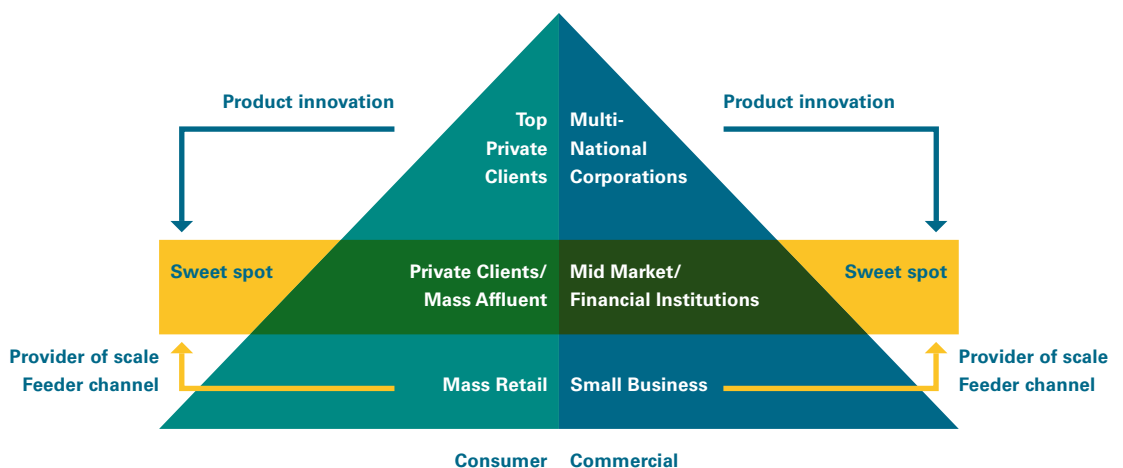 Product innovation
Product innovation
Top
Private
Clients
Multi-
National
Corporations
Sweet spot
Private Clients/
Mass Affluent
Mid Market/
Financial Institutions
Sweet spot
Provider of scale
Feeder channel
Mass Retail
Small Business
Provider of scale
Feeder channel
Consumer
Commercial